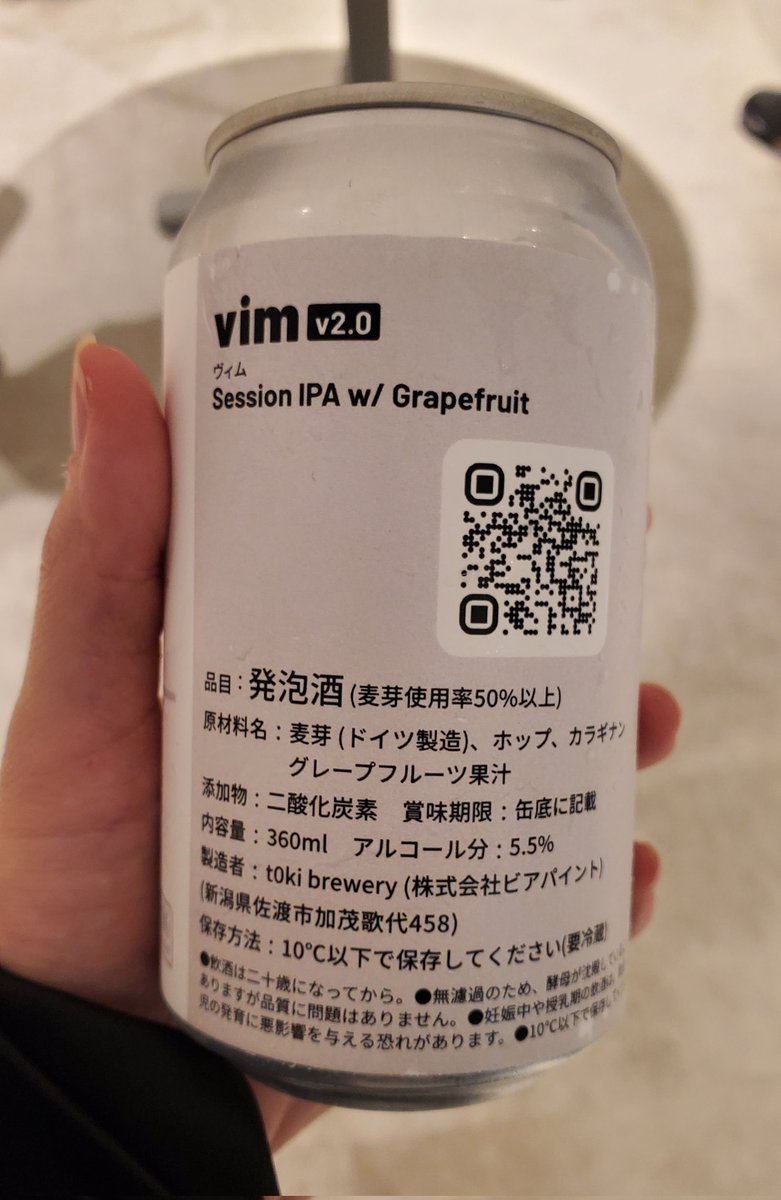 vim v2.0
ヴィム
Session IPA w/ Grapefruit
品目：発泡酒 (麦芽使用率50%以上)
原材料名：麦芽 (ドイツ製造)、ホップ、カラギナン
グレープフルーツ果汁
添加物：二酸化炭素　賞味期限：缶底に記載
内容量：360ml　アルコール分：5.5%
製造者：t0ki brewery (株式会社ビアパイント)
(新潟県佐渡市加茂歌代458)
保存方法：10℃以下で保存してください(要冷蔵)
●飲酒は二十歳になってから。●無濾過のため、酵母が沈殿
ありますが品質に問題はありません。●妊娠中や授乳期の飲酒は、
児の発育に悪影響を与える恐れがあります。●10℃以下で保存し